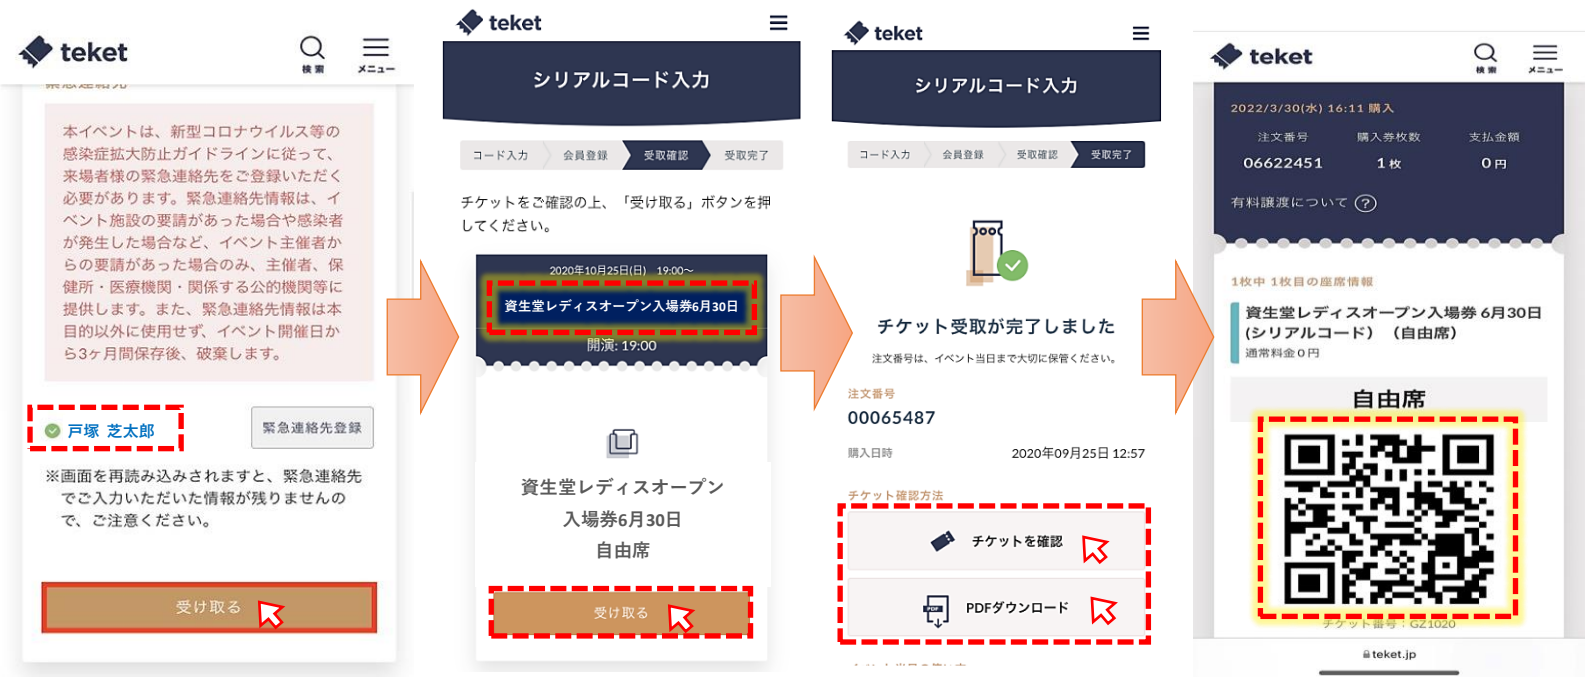 teket
検索
メニュー
緊急連絡先
本イベントは、新型コロナウイルス等の
感染症拡大防止ガイドラインに従って、
来場者様の緊急連絡先をご登録いただく
必要があります。緊急連絡先情報は、イ
ベント施設の要請があった場合や感染者
が発生した場合など、イベント主催者か
らの要請があった場合のみ、主催者、保
健所・医療機関・関係する公的機関等に
提供します。また、緊急連絡先情報は本
目的以外に使用せず、イベント開催日か
ら3ヶ月間保存後、破棄します。
戸塚 芝太郎
緊急連絡先登録
※画面を再読み込みされますと、緊急連絡先
でご入力いただいた情報が残りませんの
で、ご注意ください。
受け取る
teket
シリアルコード入力
コード入力
会員登録
受取確認
受取完了
チケットをご確認の上、「受け取る」ボタンを押
してください。
2020年10月25日(日) 19:00～
資生堂レディスオープン入場券6月30日
開演: 19:00
資生堂レディスオープン
入場券6月30日
自由席
受け取る
teket
シリアルコード入力
コード入力
会員登録
受取確認
受取完了
チケット受取が完了しました
注文番号は、イベント当日まで大切に保管ください。
注文番号
00065487
購入日時 2020年09月25日 12:57
チケット確認方法
チケットを確認
PDF
PDFダウンロード
teket
検索
メニュー
2022/3/30(水) 16:11 購入
注文番号 購入券枚数 支払金額
06622451 1枚 0円
有料譲渡について ?
1枚中 1枚目の座席情報
資生堂レディスオープン入場券 6月30日
(シリアルコード）（自由席）
通常料金0円
自由席
チケット番号：GZ1020
teket.jp